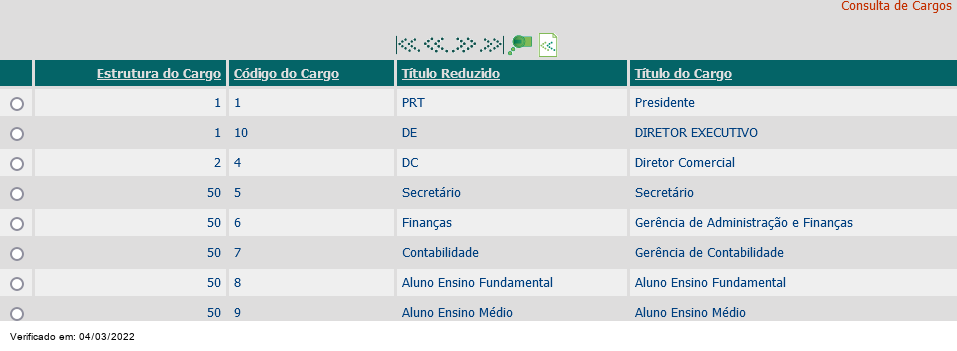 Consulta de Cargos
Estrutura do Cargo Código do Cargo Título Reduzido Título do Cargo
1 1 PRT Presidente
1 10 DE DIRETOR EXECUTIVO
2 4 DC Diretor Comercial
50 5 Secretário Secretário
50 6 Finanças Gerência de Administração e Finanças
50 7 Contabilidade Gerência de Contabilidade
50 8 Aluno Ensino Fundamental Aluno Ensino Fundamental
50 9 Aluno Ensino Médio Aluno Ensino Médio
Verificado em: 04/03/2022